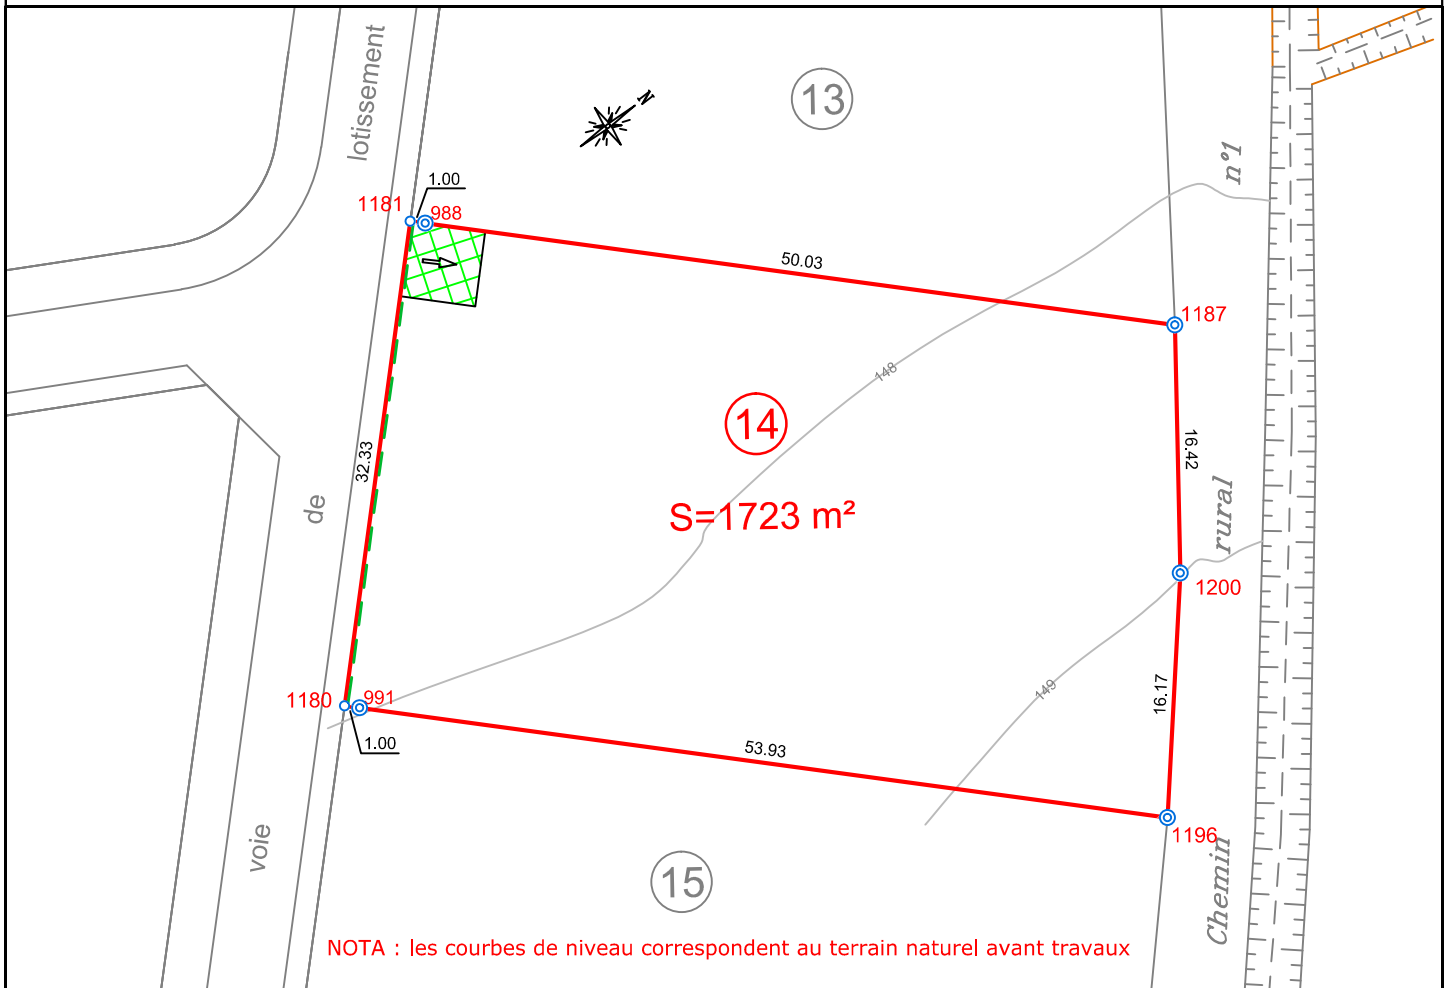 lotissement
13
N
n°1
1.00
1181
988
50.03
1187
148
14
16.42
32.33
S=1723 m²
de
rural
1200
16.17
149
1180
991
1.00
53.93
1196
voie
15
Chemin
NOTA : les courbes de niveau correspondent au terrain naturel avant travaux